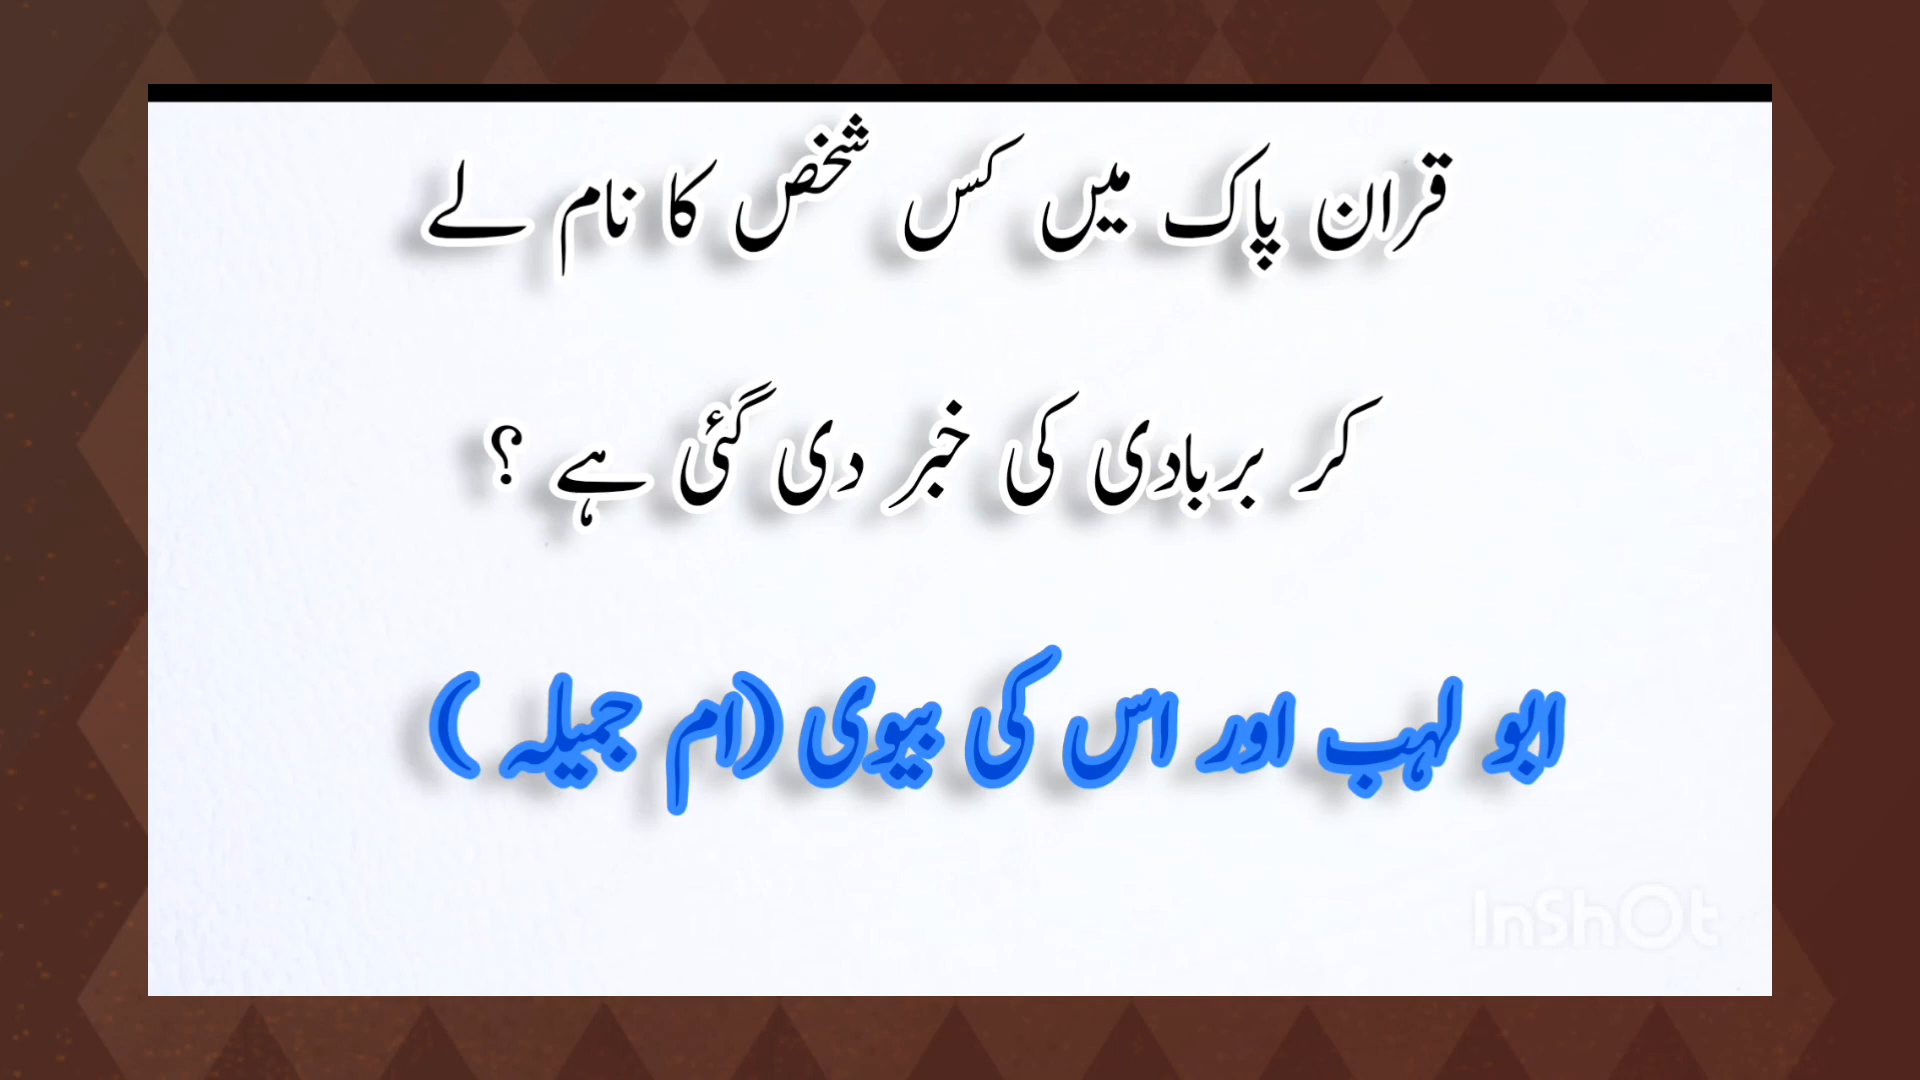 قران پاک میں کس شخص کا نام لے
کر بربادی کی خبر دی گئی ہے ؟
ابو لہب اور اس کی بیوی (ام جمیلہ )
InShOt